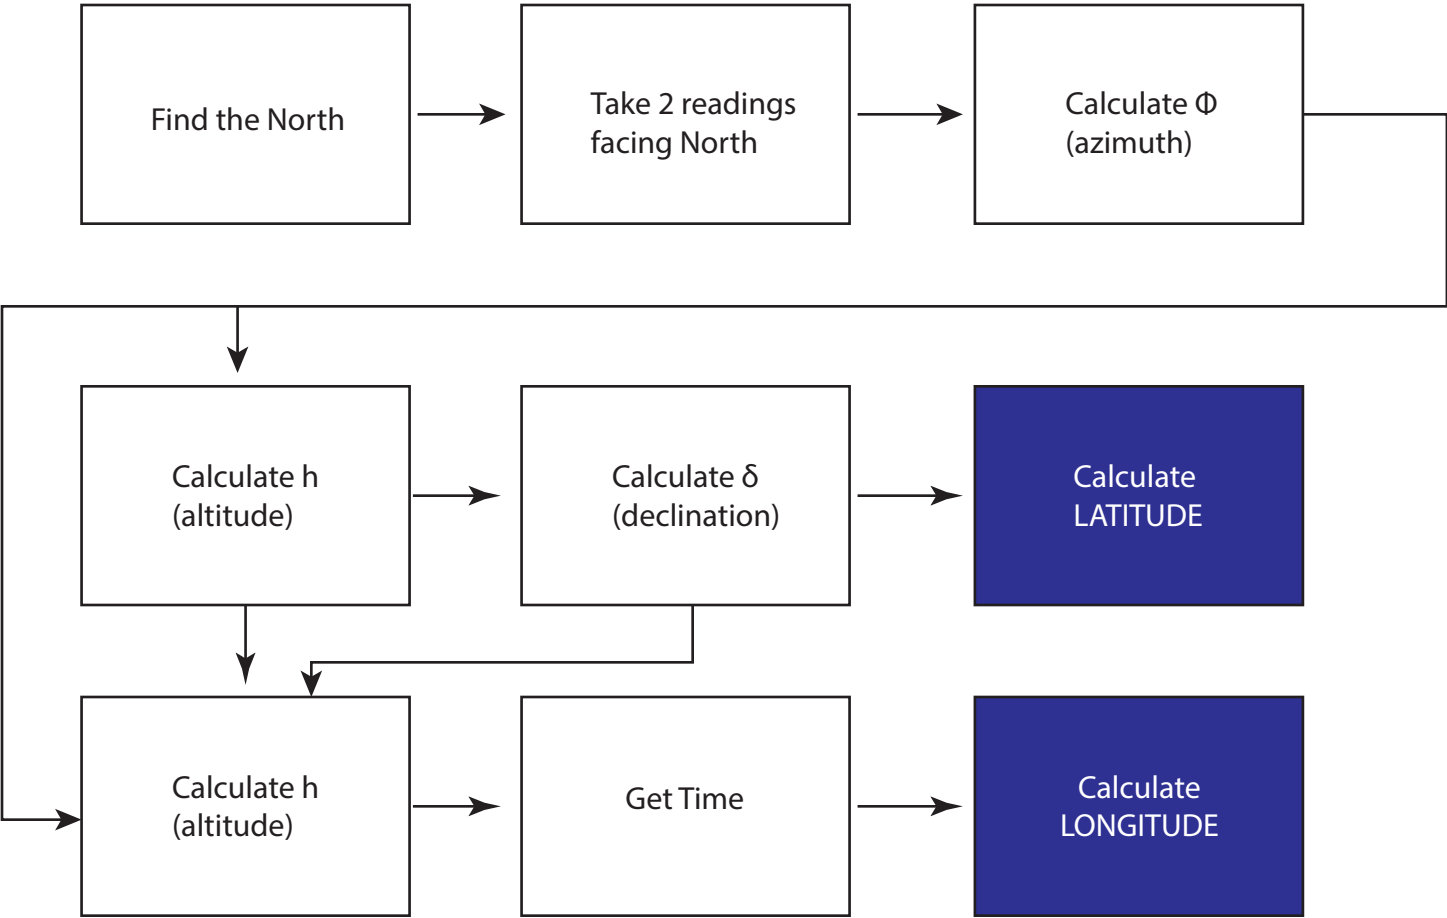 Find the North
Take 2 readings
facing North
Calculate Φ
(azimuth)
Calculate h
(altitude)
Calculate δ
(declination)
Calculate
LATITUDE
Calculate h
(altitude)
Get Time
Calculate
LONGITUDE